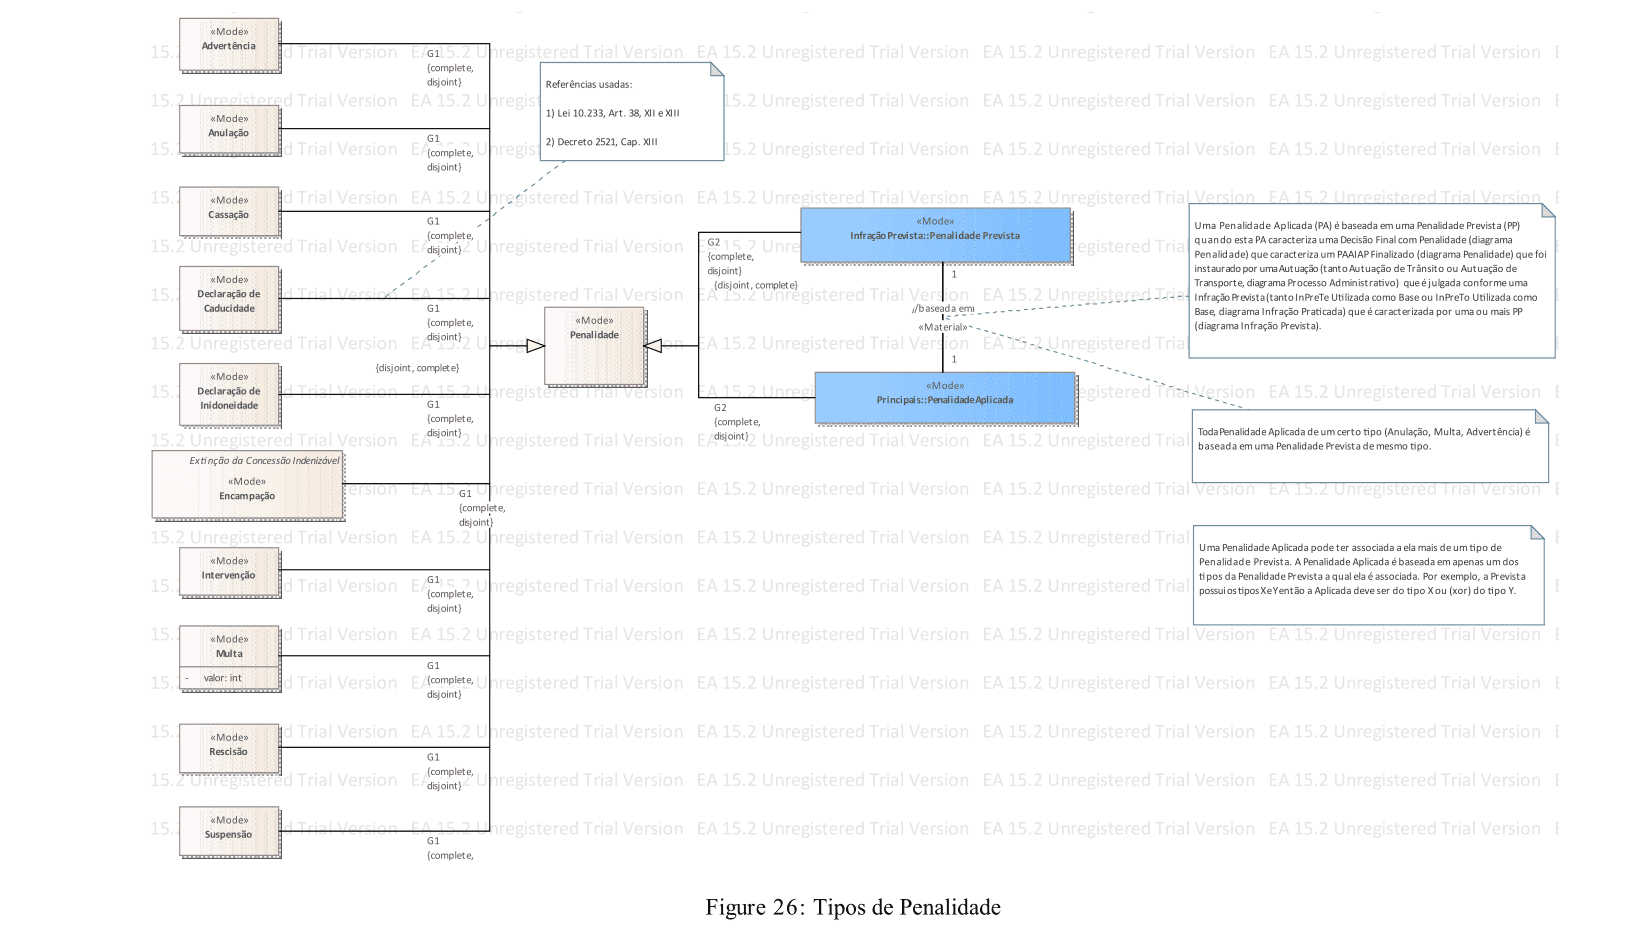 «Mode»
Advertência
G1
{complete,
disjoint}
«Mode»
Anulação
G1
{complete,
disjoint}
«Mode»
Cassação
G1
{complete,
disjoint}
«Mode»
Declaração de
Caducidade
G1
{complete,
disjoint}
{disjoint, complete}
«Mode»
Declaração de
Inidoneidade
G1
{complete,
disjoint}
Extinção da Concessão Indenizável
«Mode»
Encampação
G1
{complete,
disjoint}
«Mode»
Intervenção
G1
{complete,
disjoint}
«Mode»
Multa
- valor: int
G1
{complete,
disjoint}
«Mode»
Rescisão
G1
{complete,
disjoint}
«Mode»
Suspensão
G1
{complete,
Referências usadas:
1) Lei 10.233, Art. 38, XII e XIII
2) Decreto 2521, Cap. XIII
«Mode»
Penalidade
G2
{complete,
disjoint}
{disjoint, complete}
«Mode»
Infração Prevista::Penalidade Prevista
1
//baseada em
«Material»
1
«Mode»
Principais::Penalidade Aplicada
G2
{complete,
disjoint}
Uma Penalidade Aplicada (PA) é baseada em uma Penalidade Prevista (PP)
quando esta PA caracteriza uma Decisão Final com Penalidade (diagrama
Penalidade) que caracteriza um PAAIAP Finalizado (diagrama Penalidade) que foi
instaurado por uma Autuação (tanto Autuação de Trânsito ou Autuação de
Transporte, diagrama Processo Administrativo) que é julgada conforme uma
Infração Prevista (tanto InPreTe Utilizada como Base ou InPreTo Utilizada como
Base, diagrama Infração Praticada) que é caracterizada por uma ou mais PP
(diagrama Infração Prevista).
Toda Penalidade Aplicada de um certo tipo (Anulação, Multa, Advertência) é
baseada em uma Penalidade Prevista de mesmo tipo.
Uma Penalidade Aplicada pode ter associada a ela mais de um tipo de
Penalidade Prevista. A Penalidade Aplicada é baseada em apenas um dos
tipos da Penalidade Prevista a qual ela é associada. Por exemplo, a Prevista
possui os tipos X e Y então a Aplicada deve ser do tipo X ou (xor) do tipo Y.
EA 15.2 Unregistered Trial Version
Figure 26: Tipos de Penalidade